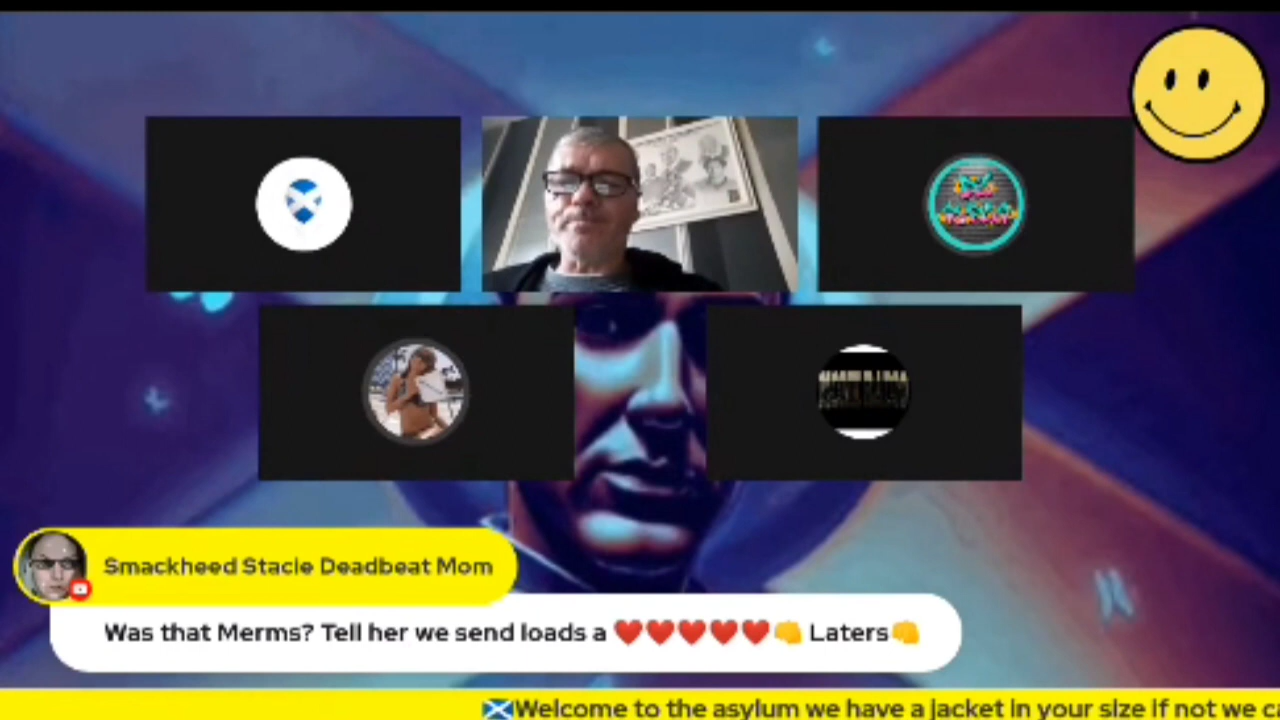 Smackheed Stacie Deadbeat Mom
Was that Merms? Tell her we send loads a ❤️❤️❤️❤️❤️👊 Laters👊
🏴󠁧󠁢󠁳󠁣󠁴󠁿Welcome to the asylum we have a jacket in your size if not we c